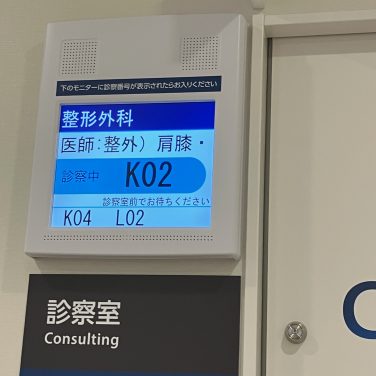 下のモニターに診察番号が表示されたらお入りください
整形外科
医師:整外) 肩膝・
診察中 K02
診察室前でお待ちください
K04 L02
診察室
Consulting